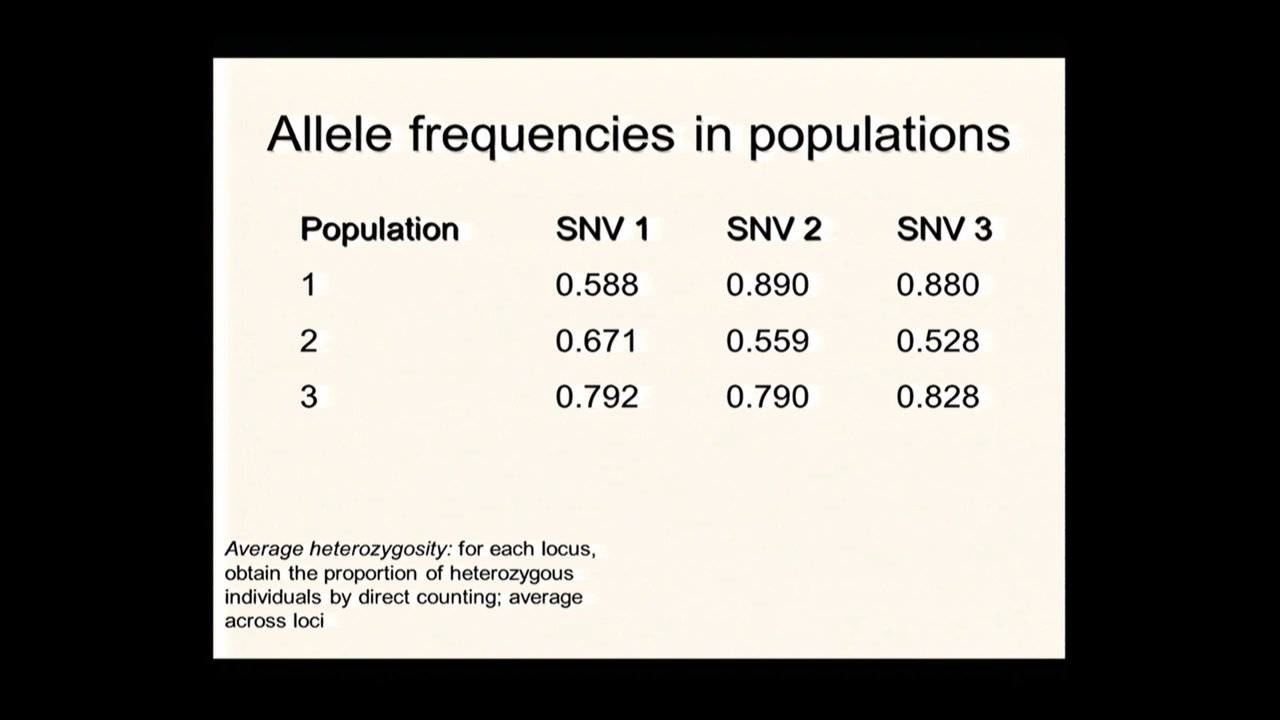 Allele frequencies in populations
Population SNV 1 SNV 2 SNV 3
1 0.588 0.890 0.880
2 0.671 0.559 0.528
3 0.792 0.790 0.828
Average heterozygosity: for each locus,
obtain the proportion of heterozygous
individuals by direct counting; average
across loci